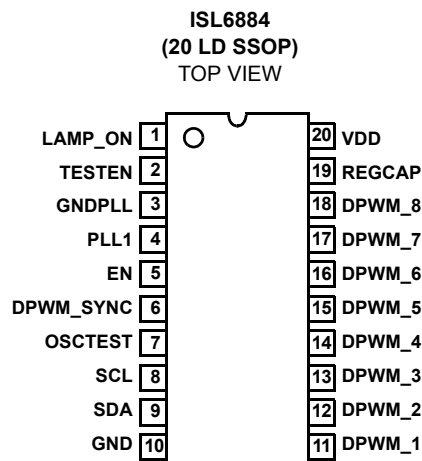 ISL6884
(20 LD SSOP)
TOP VIEW
LAMP_ON 1 20 VDD
TESTEN 2 19 REGCAP
GNDPLL 3 18 DPWM_8
PLL1 4 17 DPWM_7
EN 5 16 DPWM_6
DPWM_SYNC 6 15 DPWM_5
OSCTEST 7 14 DPWM_4
SCL 8 13 DPWM_3
SDA 9 12 DPWM_2
GND 10 11 DPWM_1